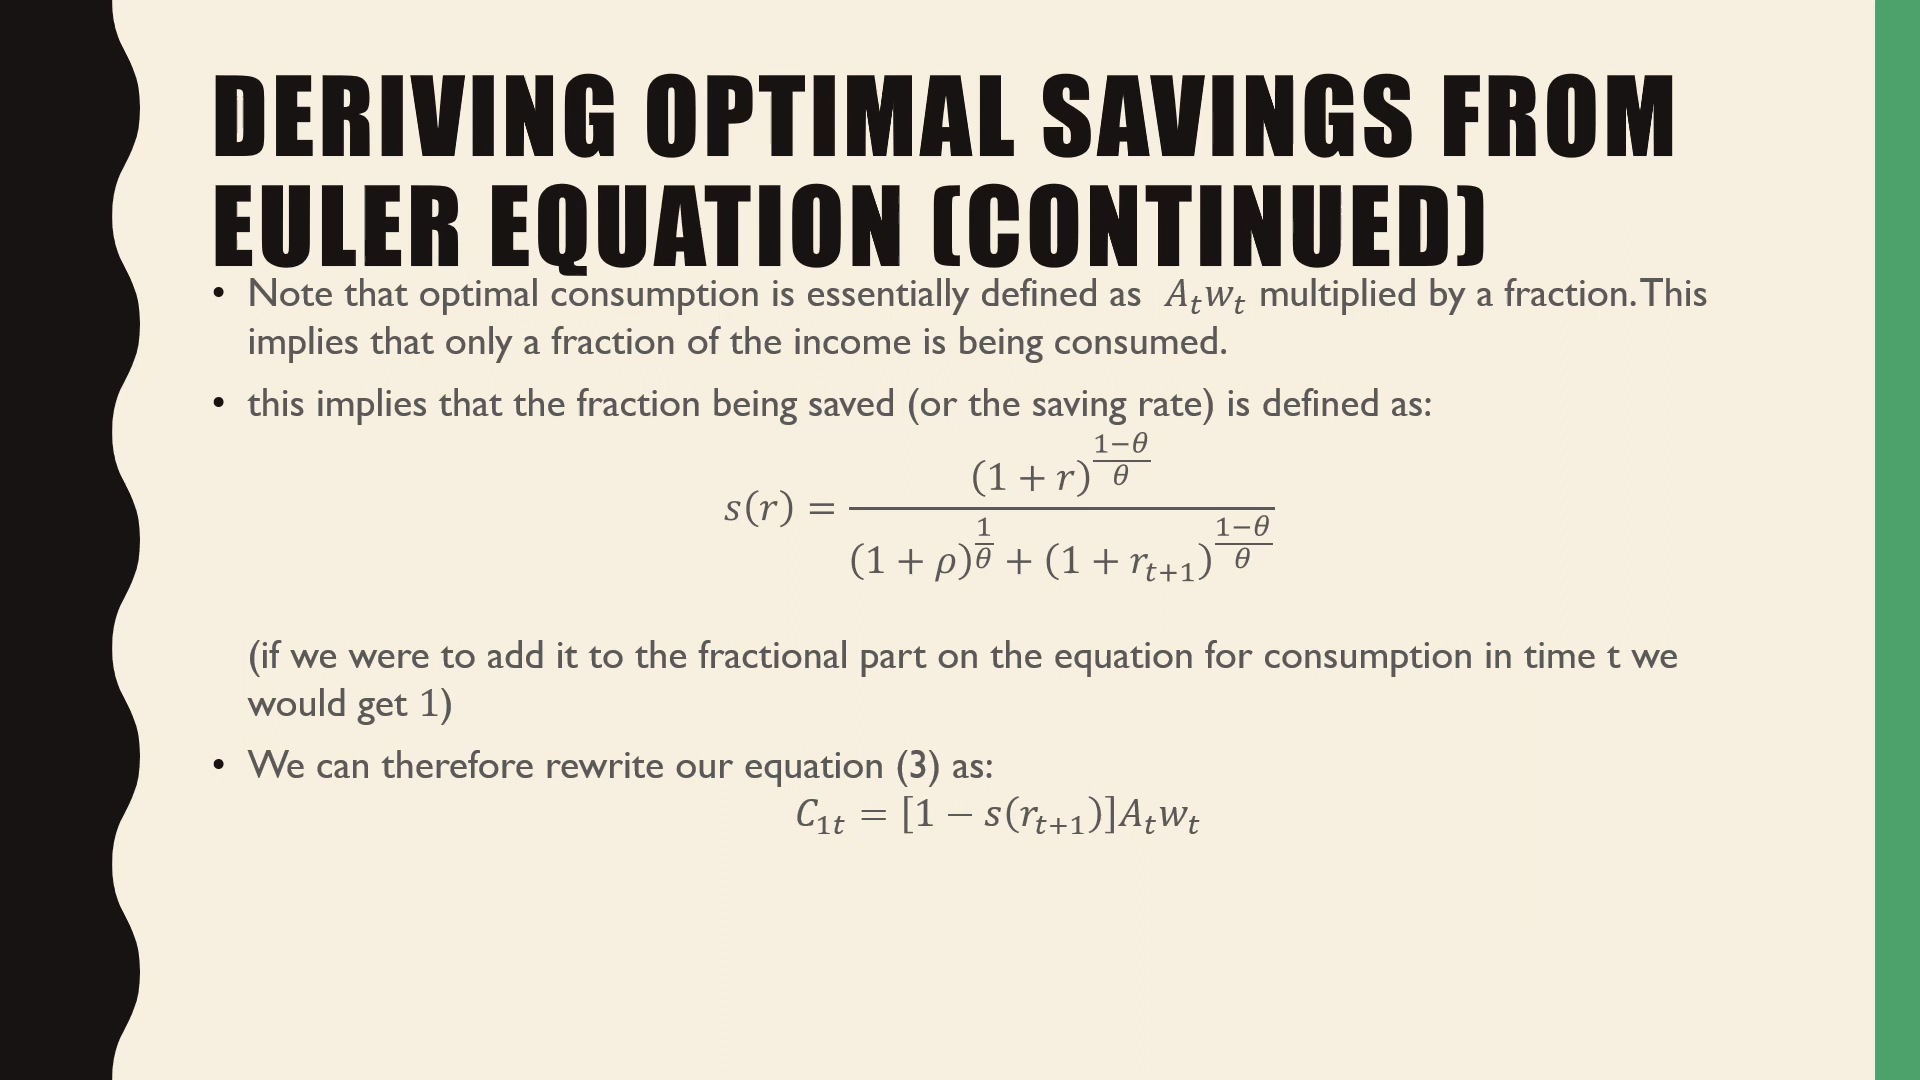 DERIVING OPTIMAL SAVINGS FROM
EULER EQUATION (CONTINUED)
• Note that optimal consumption is essentially defined as A_t w_t multiplied by a fraction. This
implies that only a fraction of the income is being consumed.
• this implies that the fraction being saved (or the saving rate) is defined as:
s(r) = \frac{(1 + r)^{\frac{1−θ}{θ}}}{(1 + ρ)^{\frac{1}{θ}} + (1 + r_{t+1})^{\frac{1−θ}{θ}}}
(if we were to add it to the fractional part on the equation for consumption in time t we
would get 1)
• We can therefore rewrite our equation (3) as:
C_{1t} = [1 − s(r_{t+1})]A_t w_t